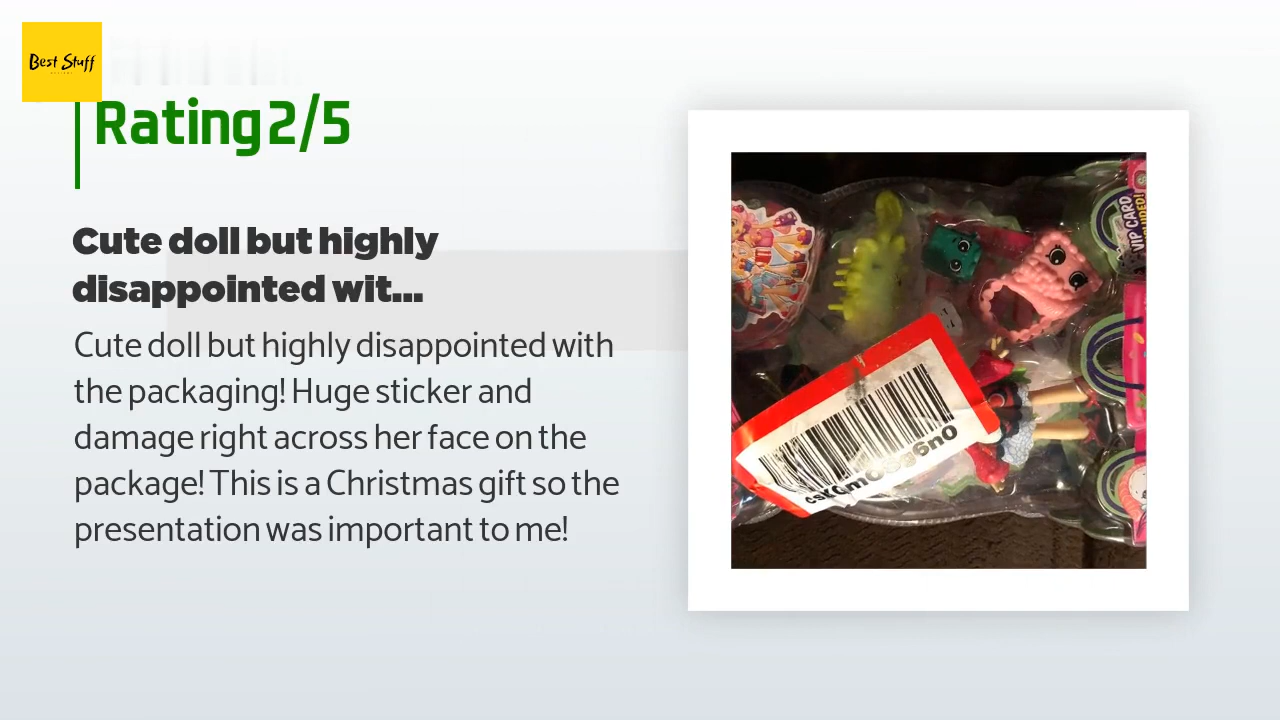 Best Stuff
Rating 2/5
Cute doll but highly
disappointed wit...
Cute doll but highly disappointed with
the packaging! Huge sticker and
damage right across her face on the
package! This is a Christmas gift so the
presentation was important to me!
VIP CARD